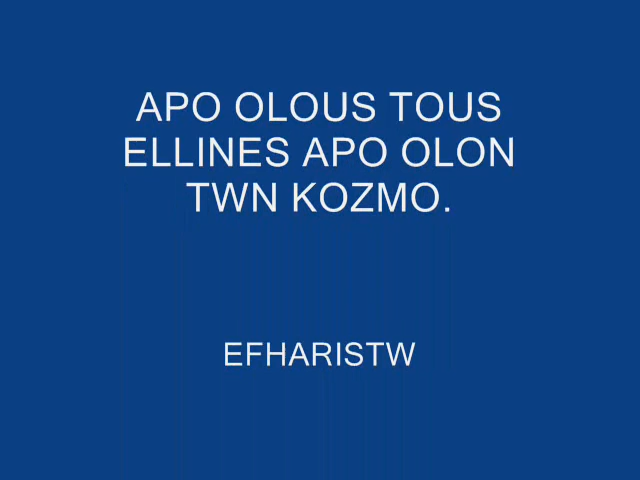 APO OLOUS TOUS
ELLINES APO OLON
TWN KOZMO.
EFHARISTW